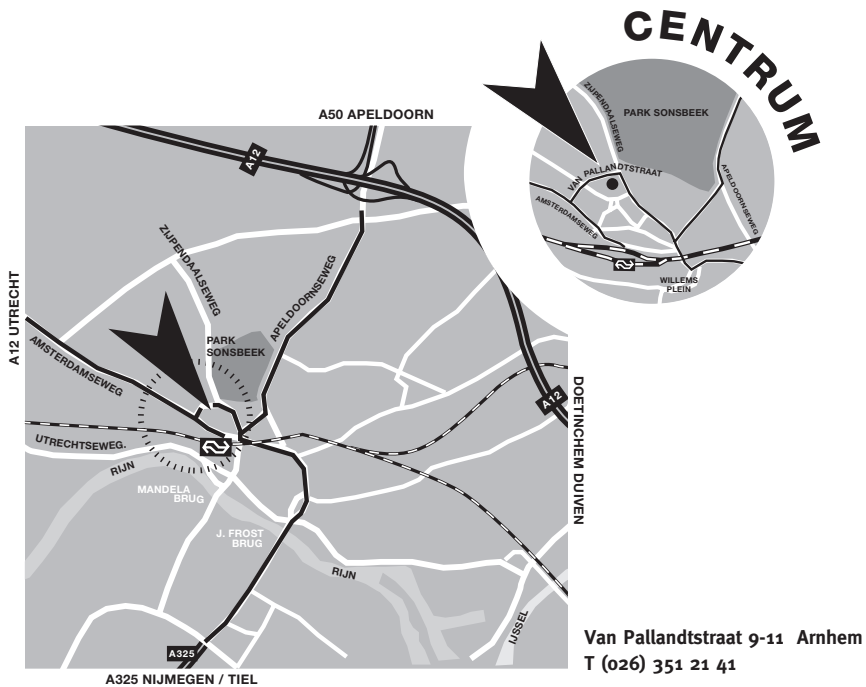 CENTRUM
ZIJPENDAALSEWEG
PARK SONSBEEK
VAN PALLANDTSTRAAT
APELDOORNSEWEG
AMSTERDAMSEWEG
WILLEMS
PLEIN
A50 APELDOORN
A12
A12 UTRECHT
ZIJPENDAALSEWEG
APELDOORNSEWEG
PARK
SONSBEEK
AMSTERDAMSEWEG
A12
DOETINCHEM DUIVEN
UTRECHTSEWEG.
RIJN
MANDELA
BRUG
J. FROST
BRUG
RIJN
IJSSEL
A325
A325 NIJMEGEN / TIEL
Van Pallandtstraat 9-11 Arnhem
T (026) 351 21 41